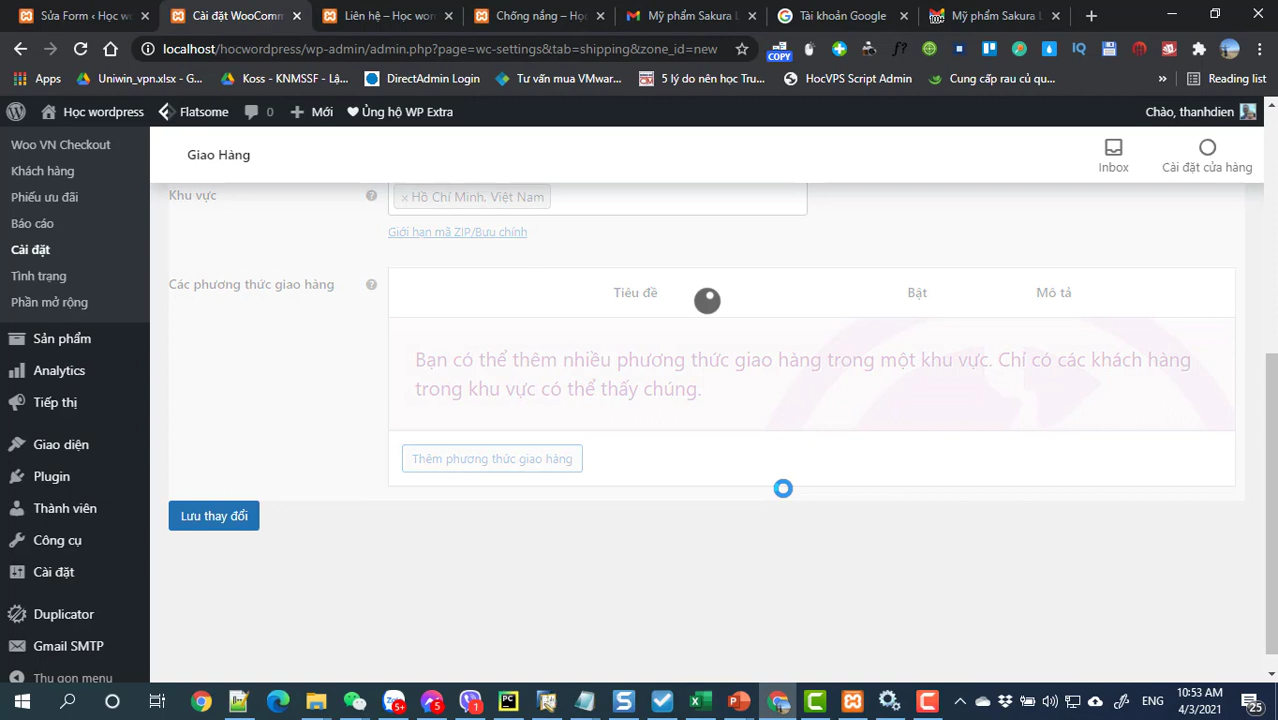 Sửa Form ‹ Học wo
Cài đặt WooComm
Liên hệ – Học wor
Chống nắng – Học
Mỹ phẩm Sakura L
Tài khoản Google
Mỹ phẩm Sakura L
localhost/hocwordpress/wp-admin/admin.php?page=wc-settings&tab=shipping&zone_id=new
COPY
Apps
Uniwin_vpn.xlsx - G...
Koss - KNMSSF - Lậ...
DirectAdmin Login
Tư vấn mua VMwar...
5 lý do nên học Tru...
HocVPS Script Admin
Cung cấp rau củ qu...
Reading list
Học wordpress
Flatsome
0
Mới
Ủng hộ WP Extra
Chào, thanhdien
Woo VN Checkout
Khách hàng
Phiếu ưu đãi
Báo cáo
Cài đặt
Tình trạng
Phần mở rộng
Sản phẩm
Analytics
Tiếp thị
Giao diện
Plugin
Thành viên
Công cụ
Cài đặt
Duplicator
Gmail SMTP
Thu gọn menu
Giao Hàng
Inbox
Cài đặt cửa hàng
Khu vực
× Hồ Chí Minh, Việt Nam
Giới hạn mã ZIP/Bưu chính
Các phương thức giao hàng
Tiêu đề
Bật
Mô tả
Bạn có thể thêm nhiều phương thức giao hàng trong một khu vực. Chỉ có các khách hàng
trong khu vực có thể thấy chúng.
Thêm phương thức giao hàng
Lưu thay đổi
ENG
10:53 AM
4/3/2021
25